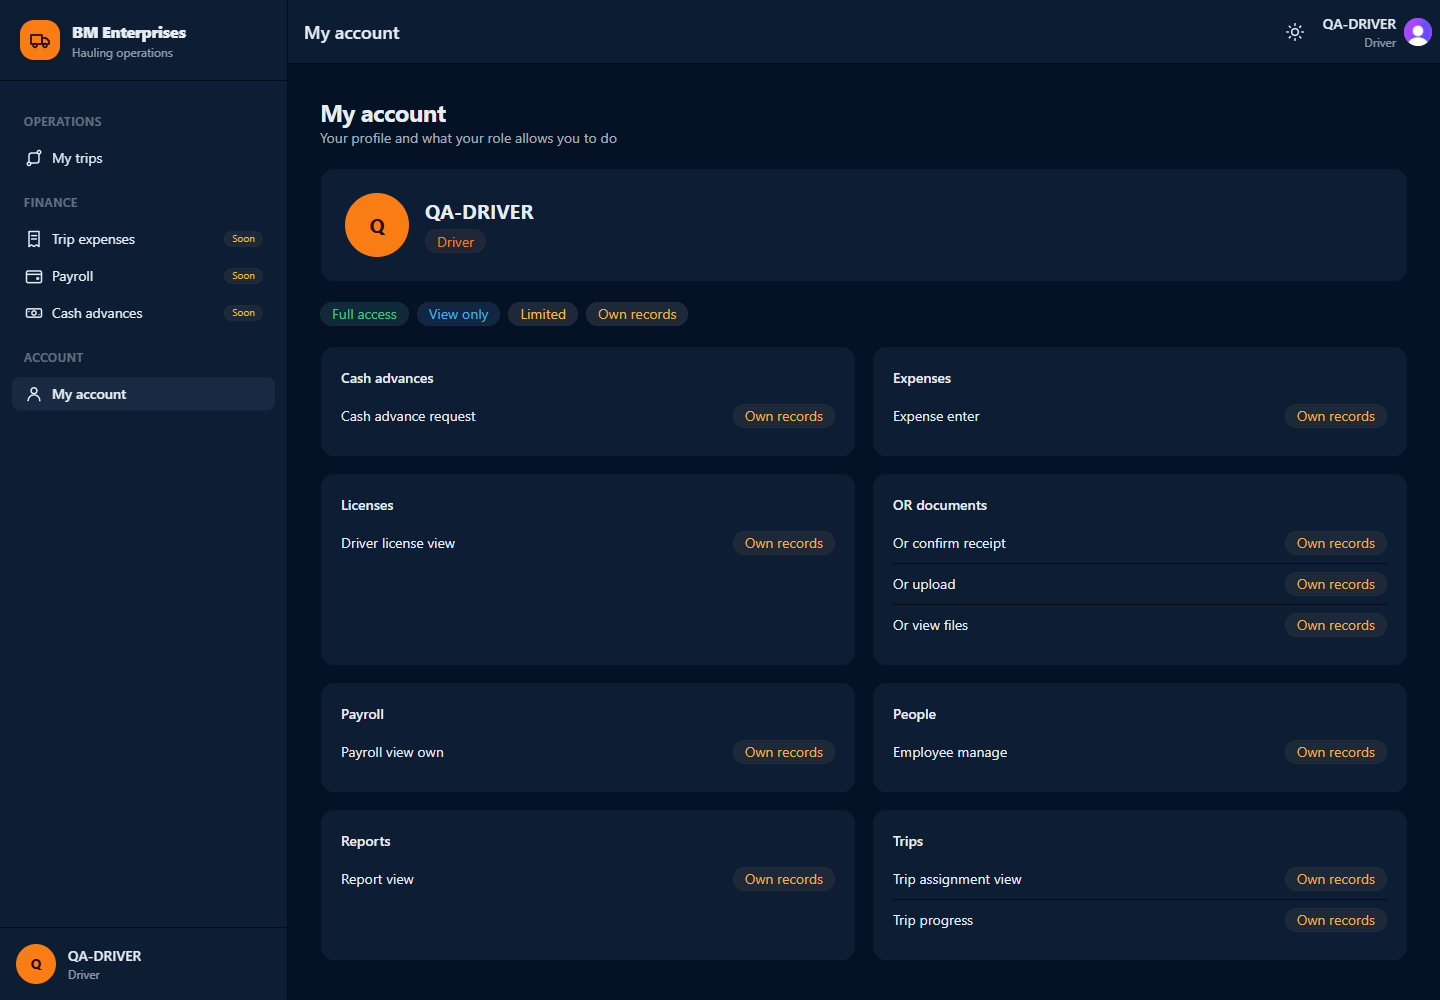 BM Enterprises
Hauling operations
OPERATIONS
My trips
FINANCE
Trip expenses Soon
Payroll Soon
Cash advances Soon
ACCOUNT
My account
Q
QA-DRIVER
Driver
My account
QA-DRIVER
Driver
My account
Your profile and what your role allows you to do
Q
QA-DRIVER
Driver
Full access View only Limited Own records
Cash advances
Cash advance request Own records
Expenses
Expense enter Own records
Licenses
Driver license view Own records
OR documents
Or confirm receipt Own records
Or upload Own records
Or view files Own records
Payroll
Payroll view own Own records
People
Employee manage Own records
Reports
Report view Own records
Trips
Trip assignment view Own records
Trip progress Own records